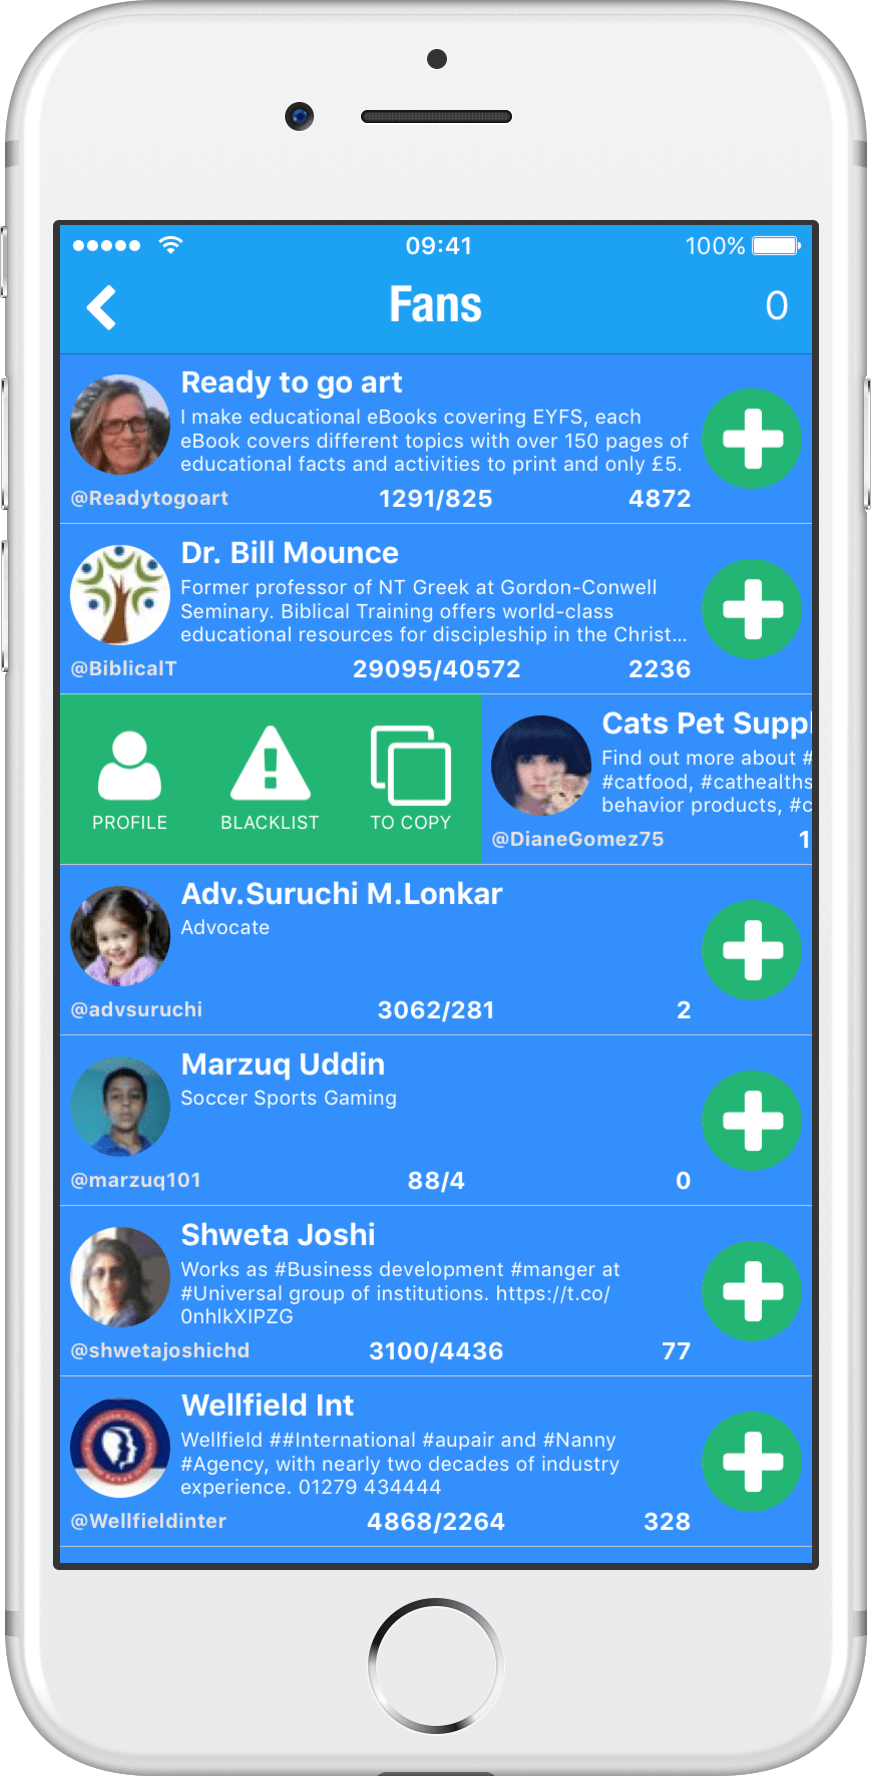 09:41
100%
Fans
0
Ready to go art
I make educational eBooks covering EYFS, each
eBook covers different topics with over 150 pages of
educational facts and activities to print and only £5.
@Readytogoart 1291/825 4872
Dr. Bill Mounce
Former professor of NT Greek at Gordon-Conwell
Seminary. Biblical Training offers world-class
educational resources for discipleship in the Christ...
@BiblicalT 29095/40572 2236
PROFILE
BLACKLIST
TO COPY
Cats Pet Suppl
Find out more about #
#catfood, #cathealths
behavior products, #c
@DianeGomez75 1
Adv.Suruchi M.Lonkar
Advocate
@advsuruchi 3062/281 2
Marzuq Uddin
Soccer Sports Gaming
@marzuq101 88/4 0
Shweta Joshi
Works as #Business development #manger at
#Universal group of institutions. https://t.co/
0nhlkXIPZG
@shwetajoshichd 3100/4436 77
Wellfield Int
Wellfield ##International #aupair and #Nanny
#Agency, with nearly two decades of industry
experience. 01279 434444
@Wellfieldinter 4868/2264 328